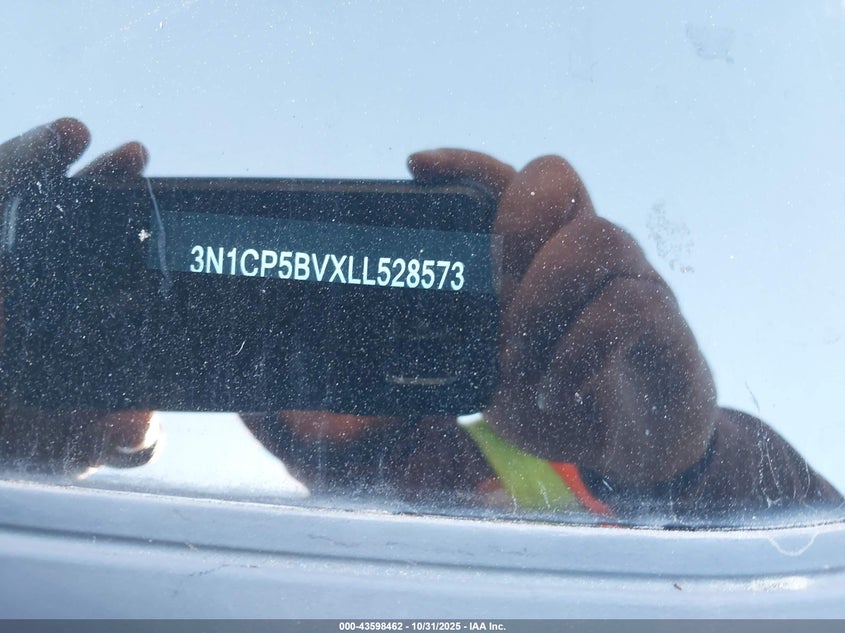 3N1CP5BVXLL528573
000-43598462 - 10/31/2025 - IAA Inc.